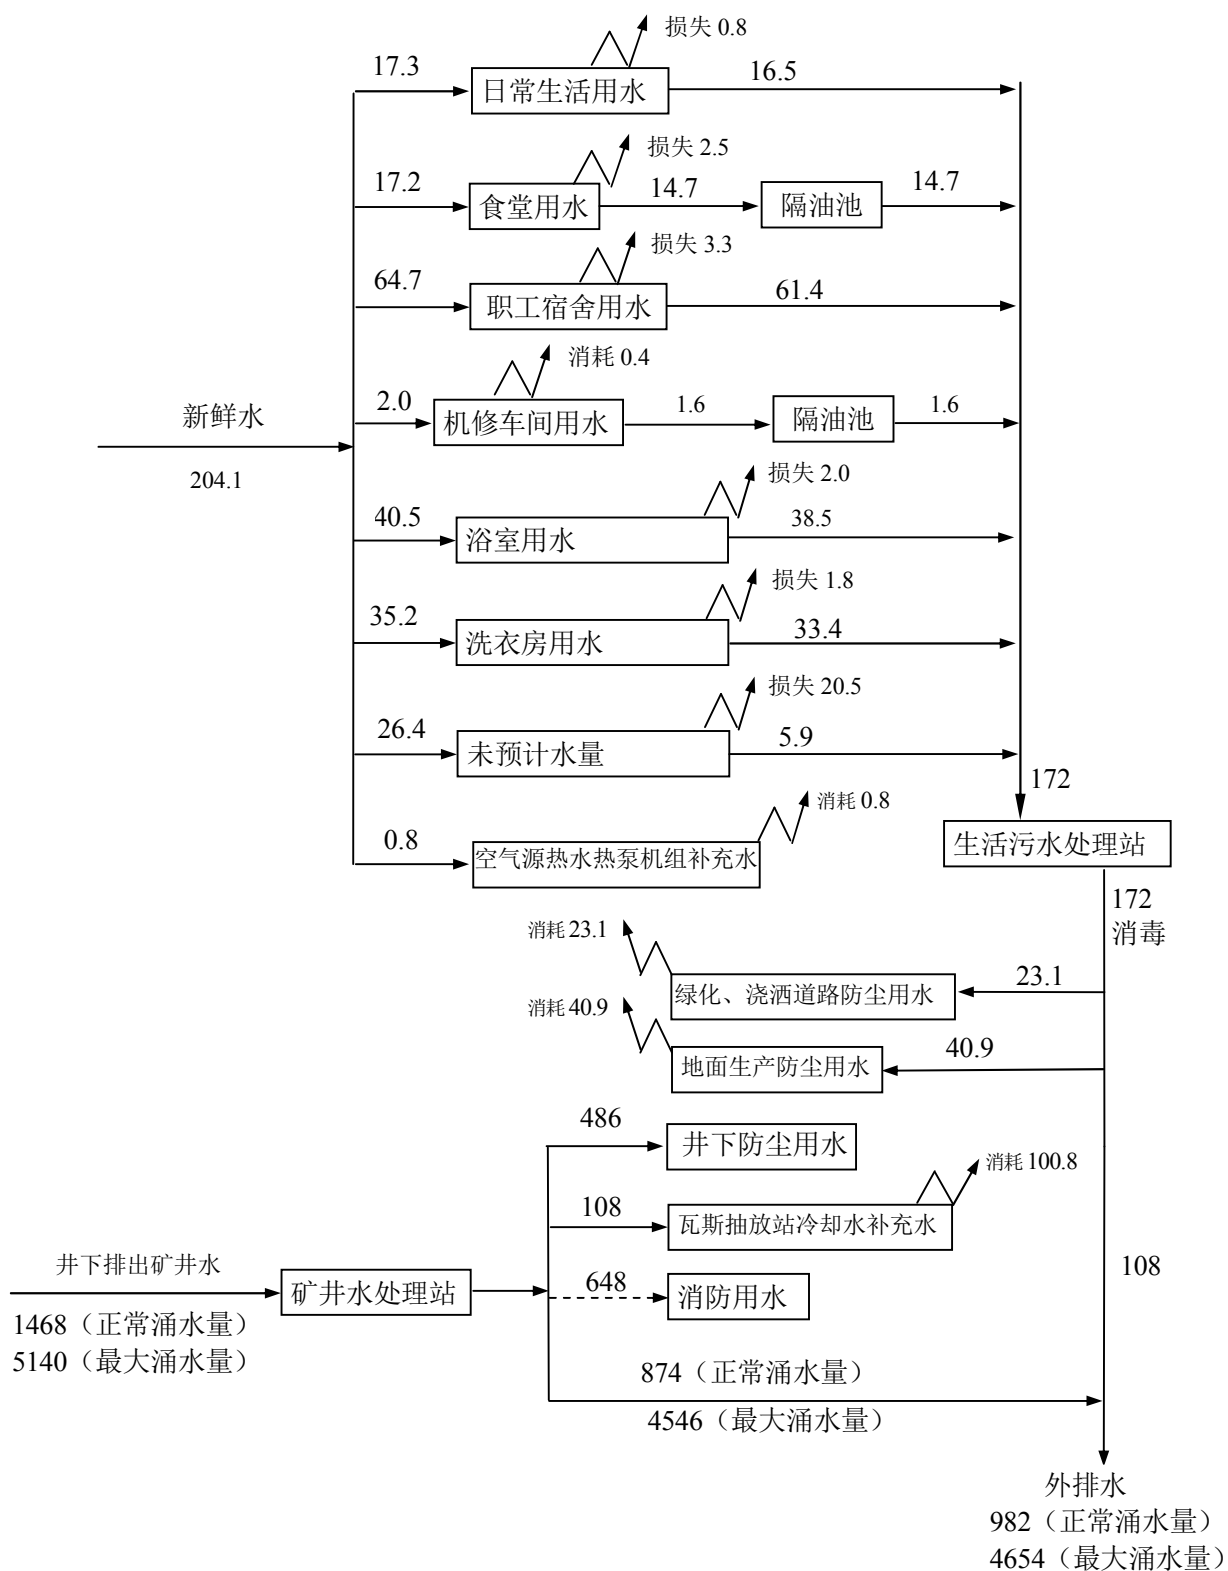 损失 0.8
17.3
日常生活用水
16.5
损失 2.5
17.2
食堂用水
14.7
隔油池
14.7
损失 3.3
64.7
职工宿舍用水
61.4
消耗 0.4
新鲜水
204.1
2.0
机修车间用水
1.6
隔油池
1.6
损失 2.0
40.5
浴室用水
38.5
损失 1.8
35.2
洗衣房用水
33.4
损失 20.5
26.4
未预计水量
5.9
172
消耗 0.8
0.8
空气源热水热泵机组补充水
生活污水处理站
172
消毒
消耗 23.1
绿化、浇洒道路防尘用水
23.1
消耗 40.9
地面生产防尘用水
40.9
486
井下防尘用水
消耗 100.8
108
瓦斯抽放站冷却水补充水
108
井下排出矿井水
1468（正常涌水量）
5140（最大涌水量）
矿井水处理站
648
消防用水
874（正常涌水量）
4546（最大涌水量）
外排水
982（正常涌水量）
4654（最大涌水量）